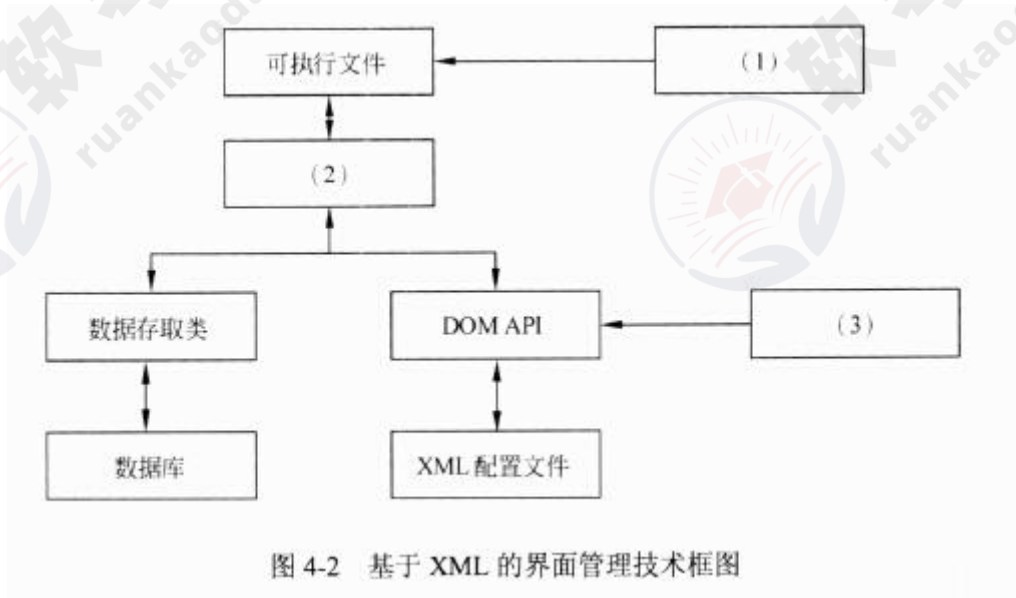 可执行文件
(1)
(2)
数据存取类
DOM API
(3)
数据库
XML 配置文件
图 4-2 基于 XML 的界面管理技术框图
ruankaoda
ruankaoda